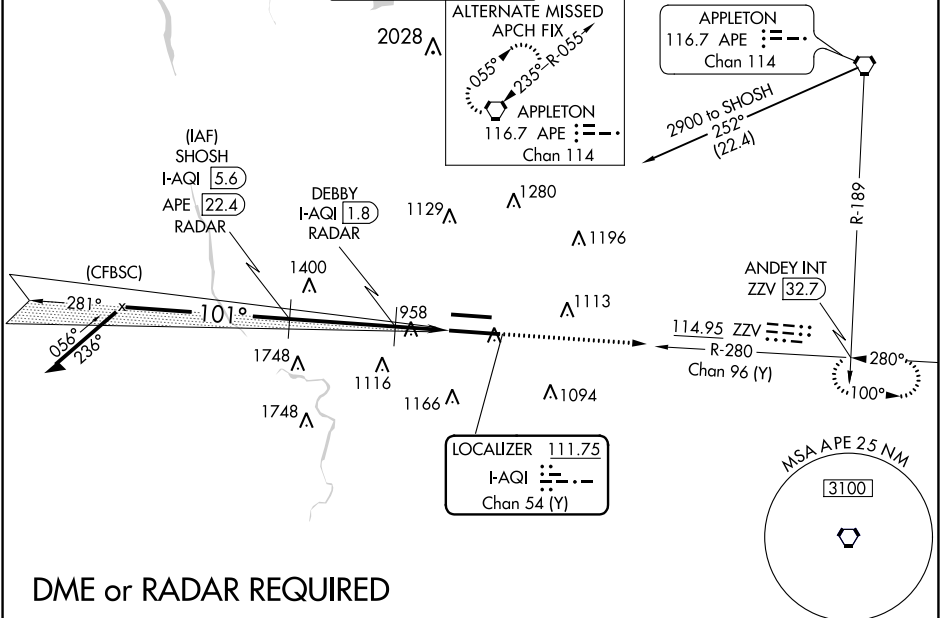 ALTERNATE MISSED
APCH FIX
055°
235°
R-055
APPLETON
116.7 APE
Chan 114
2028
APPLETON
116.7 APE
Chan 114
2900 to SHOSH
252°
(22.4)
R-189
(IAF)
SHOSH
I-AQI 5.6
APE 22.4
RADAR
DEBBY
I-AQI 1.8
RADAR
1129
1280
1196
(CFBSC)
1400
958
1113
ANDEY INT
ZZV 32.7
281°
x
101°
056°
236°
1748
1116
1748
1166
1094
114.95 ZZV
R-280
Chan 96 (Y)
280°
100°
LOCALIZER 111.75
I-AQI
Chan 54 (Y)
MSA APE 25 NM
3100
DME or RADAR REQUIRED